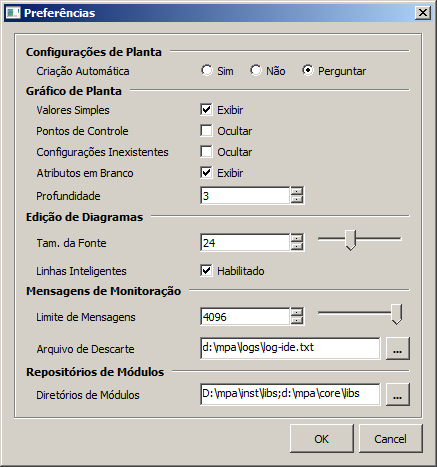 Preferências
Configurações de Planta
Criação Automática Sim Não Perguntar
Gráfico de Planta
Valores Simples Exibir
Pontos de Controle Ocultar
Configurações Inexistentes Ocultar
Atributos em Branco Exibir
Profundidade 3
Edição de Diagramas
Tam. da Fonte 24
Linhas Inteligentes Habilitado
Mensagens de Monitoração
Limite de Mensagens 4096
Arquivo de Descarte d:\mpa\logs\log-ide.txt ...
Repositórios de Módulos
Diretórios de Módulos D:\mpa\inst\libs;d:\mpa\core\libs ...
OK Cancel